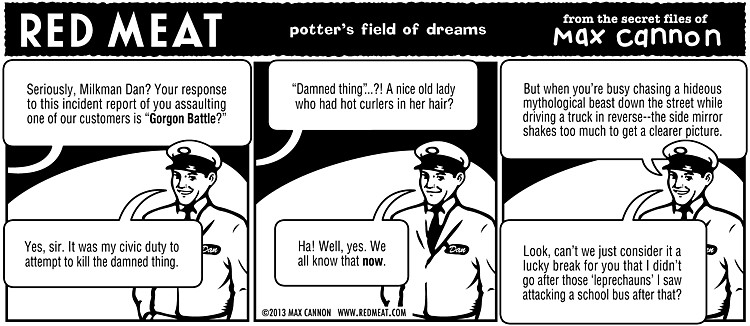 RED MEAT
potter's field of dreams
from the secret files of
Max cannon
Seriously, Milkman Dan? Your response
to this incident report of you assaulting
one of our customers is “Gorgon Battle?”
Yes, sir. It was my civic duty to
attempt to kill the damned thing.
Dan
“Damned thing”...?! A nice old lady
who had hot curlers in her hair?
Ha! Well, yes. We
all know that now.
Dan
©2013 MAX CANNON WWW.REDMEAT.COM
But when you're busy chasing a hideous
mythological beast down the street while
driving a truck in reverse--the side mirror
shakes too much to get a clearer picture.
Dan
Look, can't we just consider it a
lucky break for you that I didn't
go after those ‘leprechauns’ I saw
attacking a school bus after that?